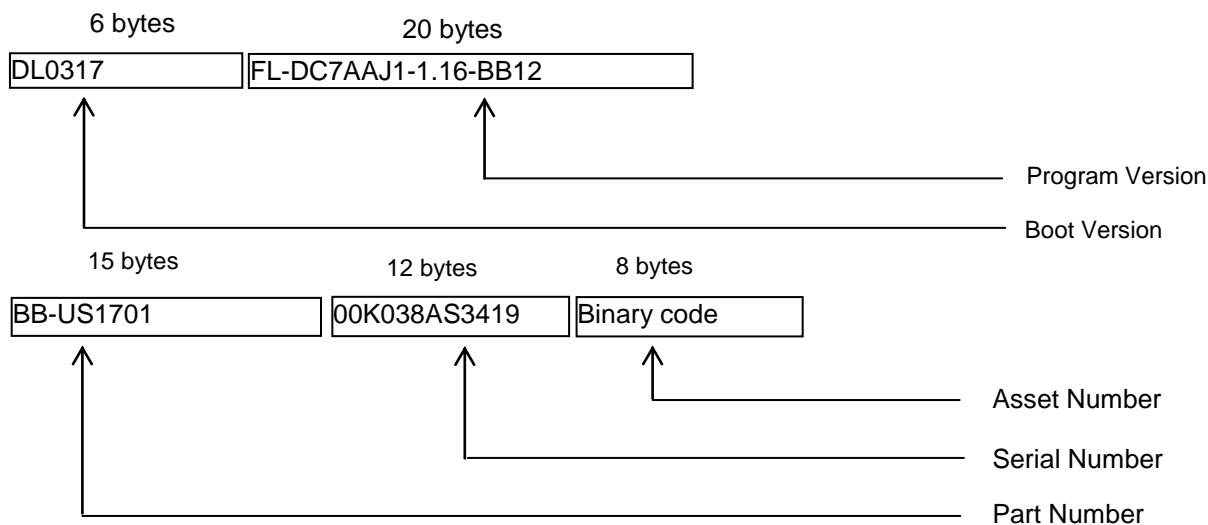 6 bytes 20 bytes
DL0317 FL-DC7AAJ1-1.16-BB12
Program Version
Boot Version
15 bytes 12 bytes 8 bytes
BB-US1701 00K038AS3419 Binary code
Asset Number
Serial Number
Part Number